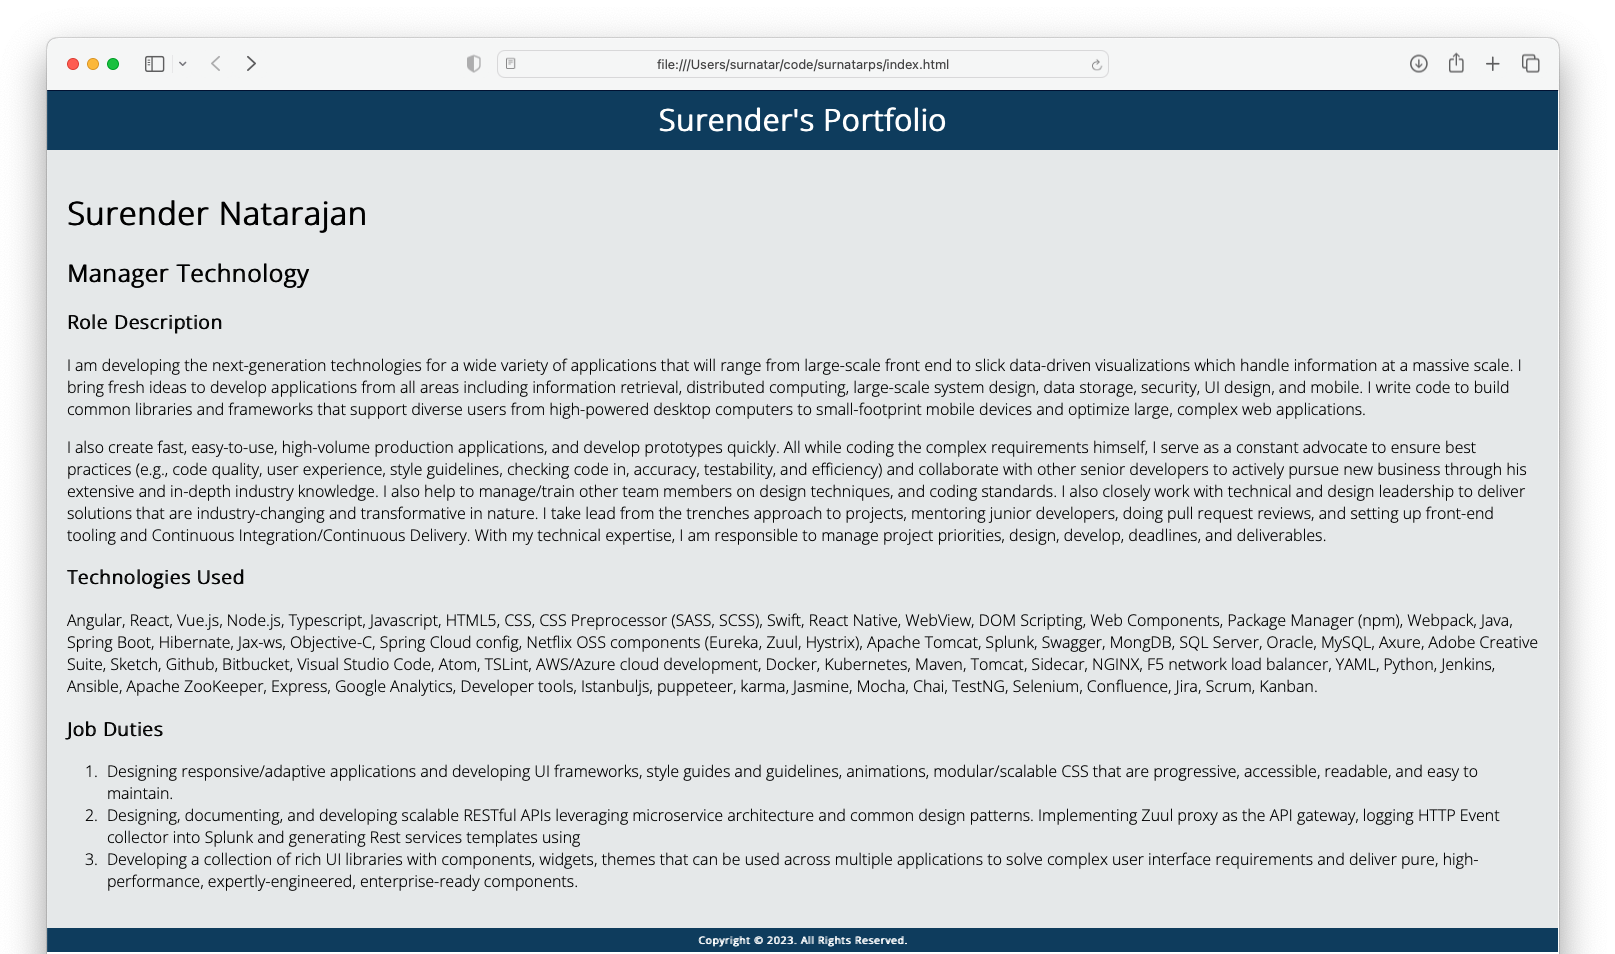 file:///Users/surnatar/code/surnatarps/index.html
Surender's Portfolio
Surender Natarajan
Manager Technology
Role Description
I am developing the next-generation technologies for a wide variety of applications that will range from large-scale front end to slick data-driven visualizations which handle information at a massive scale. I
bring fresh ideas to develop applications from all areas including information retrieval, distributed computing, large-scale system design, data storage, security, UI design, and mobile. I write code to build
common libraries and frameworks that support diverse users from high-powered desktop computers to small-footprint mobile devices and optimize large, complex web applications.
I also create fast, easy-to-use, high-volume production applications, and develop prototypes quickly. All while coding the complex requirements himself, I serve as a constant advocate to ensure best
practices (e.g., code quality, user experience, style guidelines, checking code in, accuracy, testability, and efficiency) and collaborate with other senior developers to actively pursue new business through his
extensive and in-depth industry knowledge. I also help to manage/train other team members on design techniques, and coding standards. I also closely work with technical and design leadership to deliver
solutions that are industry-changing and transformative in nature. I take lead from the trenches approach to projects, mentoring junior developers, doing pull request reviews, and setting up front-end
tooling and Continuous Integration/Continuous Delivery. With my technical expertise, I am responsible to manage project priorities, design, develop, deadlines, and deliverables.
Technologies Used
Angular, React, Vue.js, Node.js, Typescript, Javascript, HTML5, CSS, CSS Preprocessor (SASS, SCSS), Swift, React Native, WebView, DOM Scripting, Web Components, Package Manager (npm), Webpack, Java,
Spring Boot, Hibernate, Jax-ws, Objective-C, Spring Cloud config, Netflix OSS components (Eureka, Zuul, Hystrix), Apache Tomcat, Splunk, Swagger, MongDB, SQL Server, Oracle, MySQL, Axure, Adobe Creative
Suite, Sketch, Github, Bitbucket, Visual Studio Code, Atom, TSLint, AWS/Azure cloud development, Docker, Kubernetes, Maven, Tomcat, Sidecar, NGINX, F5 network load balancer, YAML, Python, Jenkins,
Ansible, Apache ZooKeeper, Express, Google Analytics, Developer tools, Istanbuljs, puppeteer, karma, Jasmine, Mocha, Chai, TestNG, Selenium, Confluence, Jira, Scrum, Kanban.
Job Duties
1. Designing responsive/adaptive applications and developing UI frameworks, style guides and guidelines, animations, modular/scalable CSS that are progressive, accessible, readable, and easy to
maintain.
2. Designing, documenting, and developing scalable RESTful APIs leveraging microservice architecture and common design patterns. Implementing Zuul proxy as the API gateway, logging HTTP Event
collector into Splunk and generating Rest services templates using
3. Developing a collection of rich UI libraries with components, widgets, themes that can be used across multiple applications to solve complex user interface requirements and deliver pure, high-
performance, expertly-engineered, enterprise-ready components.
Copyright © 2023. All Rights Reserved.